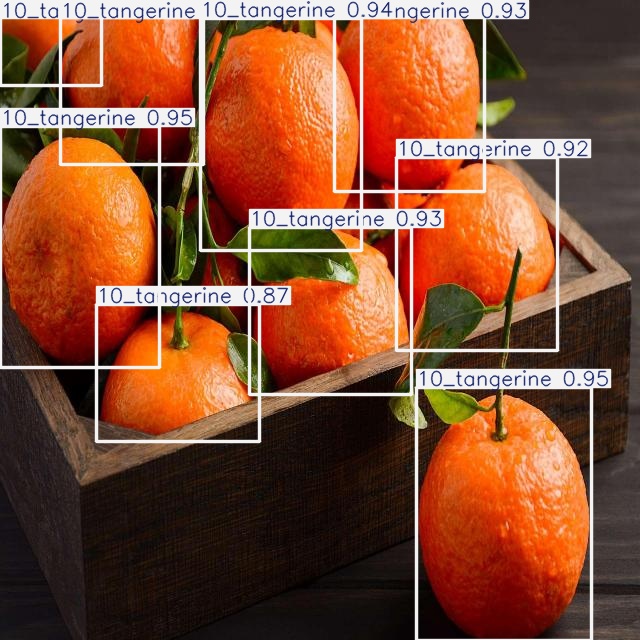 10_ta
10_tangerine
10_tangerine 0.94
ngerine 0.93
10_tangerine 0.95
10_tangerine 0.92
10_tangerine 0.93
10_tangerine 0.87
10_tangerine 0.95